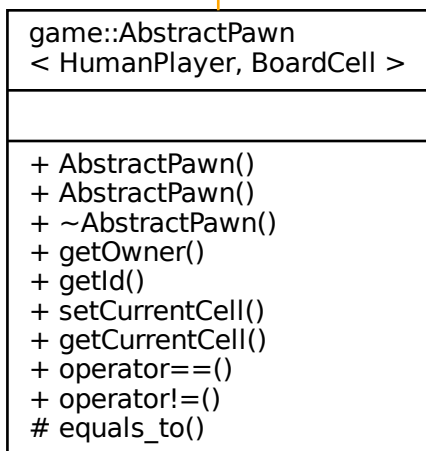 game::AbstractPawn
< HumanPlayer, BoardCell >
+ AbstractPawn()
+ AbstractPawn()
+ ~AbstractPawn()
+ getOwner()
+ getId()
+ setCurrentCell()
+ getCurrentCell()
+ operator==()
+ operator!=()
# equals_to()